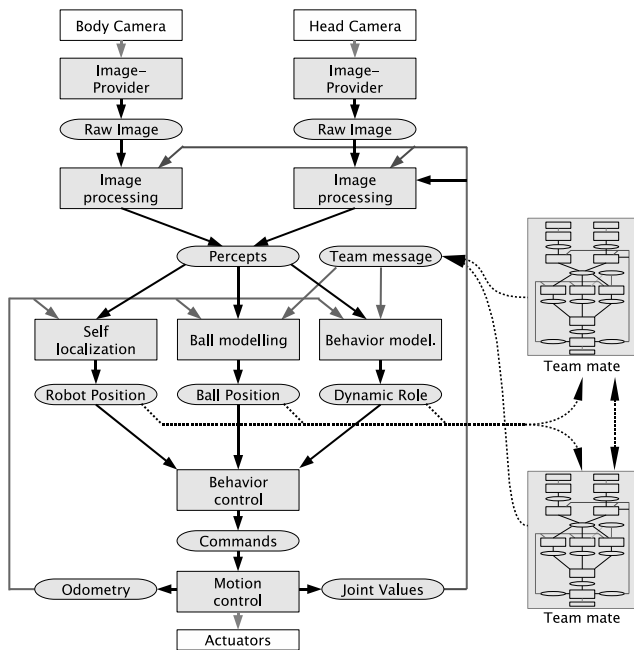 Body Camera
Head Camera
Image-
Provider
Image-
Provider
Raw Image
Raw Image
Image
processing
Image
processing
Percepts
Team message
Self
localization
Ball modelling
Behavior model.
Team mate
Robot Position
Ball Position
Dynamic Role
Behavior
control
Commands
Odometry
Motion
control
Joint Values
Team mate
Actuators